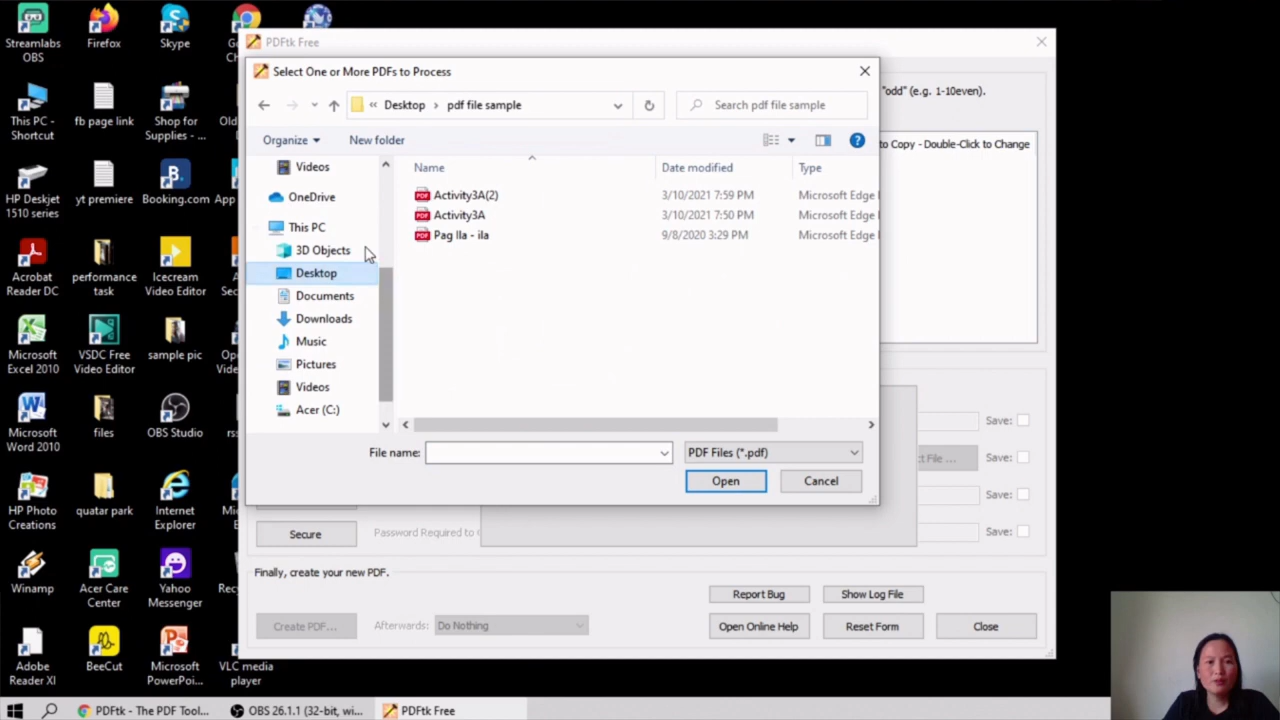 Streamlabs
OBS
Firefox
Skype
This PC -
Shortcut
fb page link
Shop for
Supplies - ...
HP Deskjet
1510 series
yt premiere
Booking.com
App
Acrobat
Reader DC
performance
task
Icecream
Video Editor
Microsoft
Excel 2010
VSDC Free
Video Editor
sample pic
Microsoft
Word 2010
files
OBS Studio
HP Photo
Creations
quatar park
Internet
Explorer
Winamp
Acer Care
Center
Yahoo
Messenger
Adobe
Reader XI
BeeCut
Microsoft
PowerPoi...
VLC media
player
PDFtk Free
"odd" (e.g. 1-10even).
to Copy - Double-Click to Change
Select One or More PDFs to Process
« Desktop › pdf file sample
Search pdf file sample
Organize
New folder
Videos
OneDrive
This PC
3D Objects
Desktop
Documents
Downloads
Music
Pictures
Videos
Acer (C:)
Name Date modified Type
PDF Activity3A(2) 3/10/2021 7:59 PM Microsoft Edge
PDF Activity3A 3/10/2021 7:50 PM Microsoft Edge
PDF Pag Ila - ila 9/8/2020 3:29 PM Microsoft Edge
File name:
PDF Files (*.pdf)
Open
Cancel
Save:
Save:
Save:
Save:
Secure
Password Required to
Finally, create your new PDF.
Report Bug
Show Log File
Create PDF...
Afterwards:
Do Nothing
Open Online Help
Reset Form
Close
PDFtk - The PDF Tool...
OBS 26.1.1 (32-bit, wi...
PDFtk Free